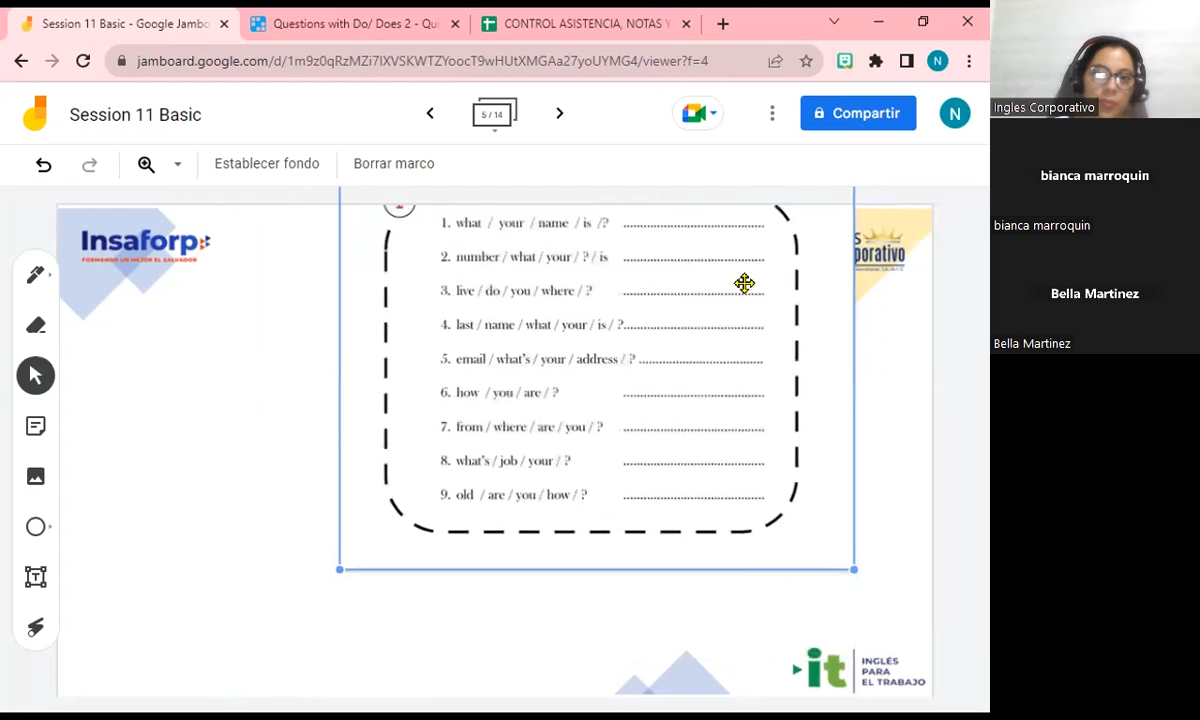 Session 11 Basic - Google Jambo
Questions with Do/ Does 2 - Qui
CONTROL ASISTENCIA, NOTAS Y
jamboard.google.com/d/1m9z0qRzMZi7lXVSKWTZYoocT9wHUtXMGAa27yoUYMG4/viewer?f=4
N
Session 11 Basic
5 / 14
Compartir
N
Establecer fondo
Borrar marco
Insaforp
FORMANDO UN MEJOR EL SALVADOR
s
porativo
1. what / your / name / is /? ........................................
2. number / what / your / ? / is ........................................
3. live / do / you / where / ? ........................................
4. last / name / what / your / is / ?........................................
5. email / what's / your / address / ? ...................................
6. how / you / are / ? ........................................
7. from / where / are / you / ? ........................................
8. what's / job / your / ? ........................................
9. old / are / you / how / ? ........................................
it
INGLÉS
PARA
EL TRABAJO
Ingles Corporativo
bianca marroquin
bianca marroquin
Bella Martinez
Bella Martinez